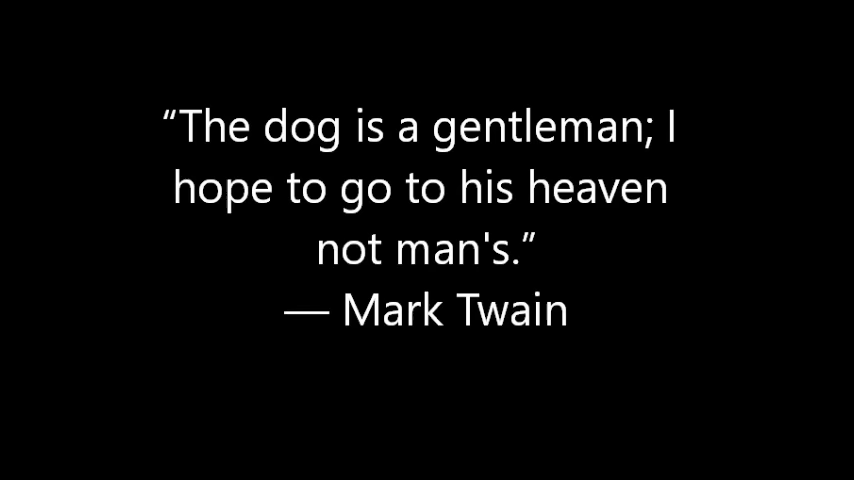 “The dog is a gentleman; I
hope to go to his heaven
not man's.”
— Mark Twain